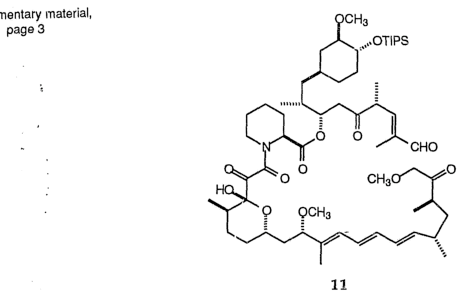 mentary material,
page 3
OCH3
OTIPS
O
O
CHO
N
O
O
O
O
CH3O
HO
O
OCH3
11